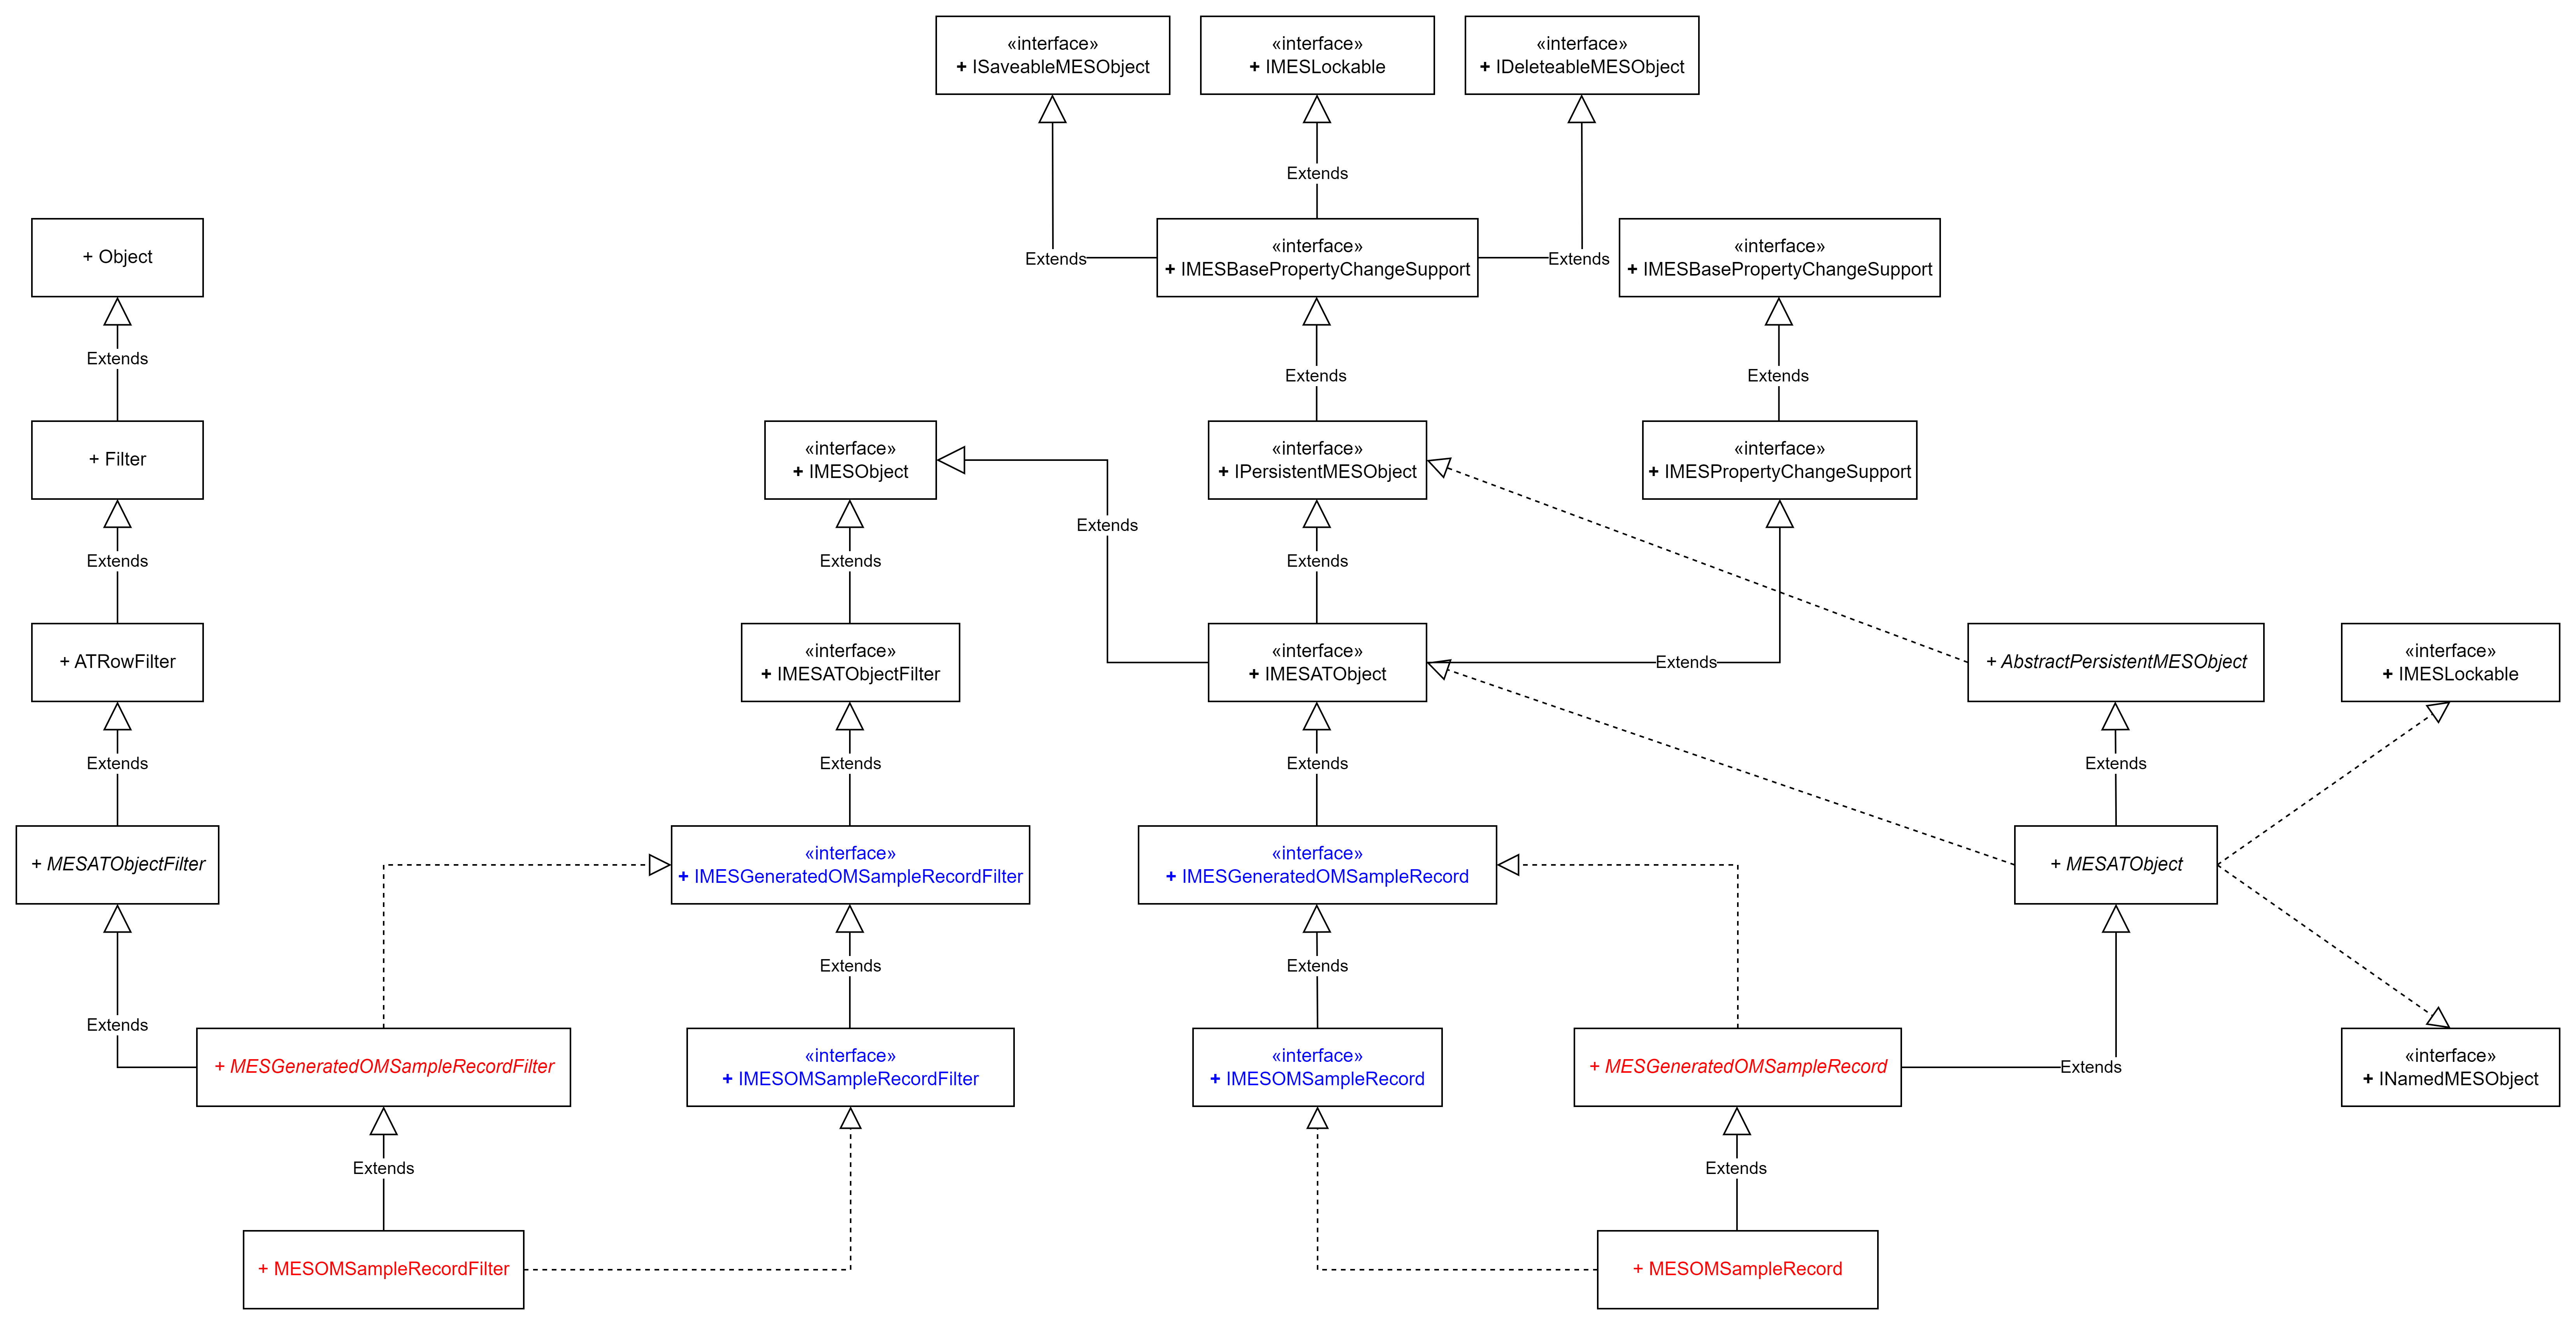 «interface»
+ ISaveableMESObject
«interface»
+ IMESLockable
«interface»
+ IDeleteableMESObject
Extends
+ Object
«interface»
+ IMESBasePropertyChangeSupport
«interface»
+ IMESBasePropertyChangeSupport
Extends
Extends
Extends
Extends
Extends
+ Filter
«interface»
+ IMESObject
«interface»
+ IPersistentMESObject
«interface»
+ IMESPropertyChangeSupport
Extends
Extends
Extends
Extends
+ ATRowFilter
«interface»
+ IMESATObjectFilter
«interface»
+ IMESATObject
Extends
+ AbstractPersistentMESObject
«interface»
+ IMESLockable
Extends
Extends
Extends
Extends
+ MESATObjectFilter
«interface»
+ IMESGeneratedOMSampleRecordFilter
«interface»
+ IMESGeneratedOMSampleRecord
+ MESATObject
Extends
Extends
Extends
+ MESGeneratedOMSampleRecordFilter
«interface»
+ IMESOMSampleRecordFilter
«interface»
+ IMESOMSampleRecord
+ MESGeneratedOMSampleRecord
Extends
«interface»
+ INamedMESObject
Extends
Extends
+ MESOMSampleRecordFilter
+ MESOMSampleRecord